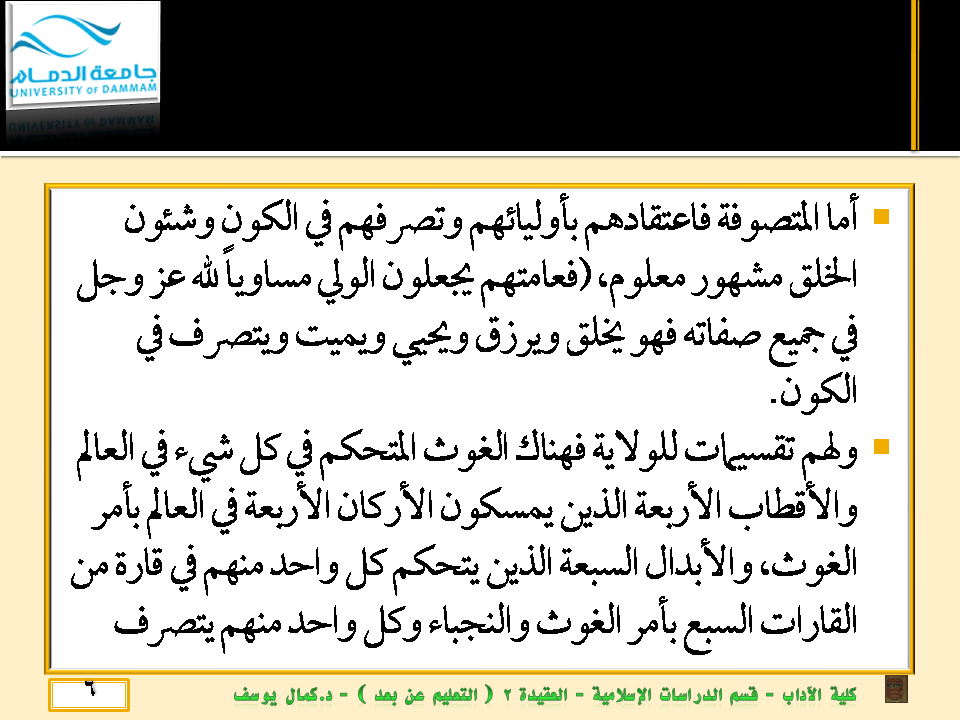 جامعة الدمام
UNIVERSITY OF DAMMAM
أما المتصوفة فاعتقادهم بأوليائهم وتصرفهم في الكون وشئون
الخلق مشهور معلوم، (فعامتهم يجعلون الولي مساوياً لله عز وجل
في جميع صفاته فهو يخلق ويرزق ويحيي ويميت ويتصرف في
الكون.
ولهم تقسيمات للولاية فهناك الغوث المتحكم في كل شيء في العالم
والأقطاب الأربعة الذين يمسكون الأركان الأربعة في العالم بأمر
الغوث، والأبدال السبعة الذين يتحكم كل واحد منهم في قارة من
القارات السبع بأمر الغوث والنجباء وكل واحد منهم يتصرف
كلية الآداب - قسم الدراسات الإسلامية - العقيدة ٢ ( التعليم عن بعد ) - د.كمال يوسف
٦